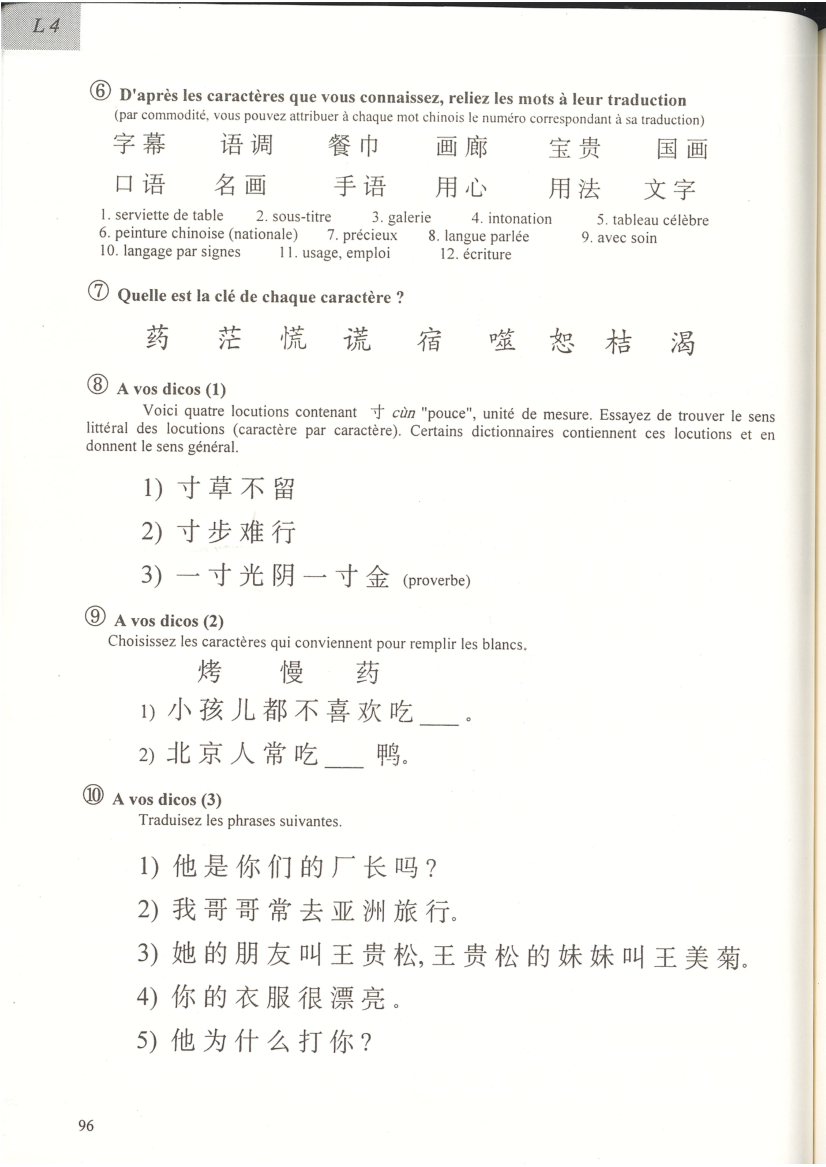 L4
⑥ D'après les caractères que vous connaissez, reliez les mots à leur traduction
(par commodité, vous pouvez attribuer à chaque mot chinois le numéro correspondant à sa traduction)
字幕 语调 餐巾 画廊 宝贵 国画
口语 名画 手语 用心 用法 文字
1. serviette de table 2. sous-titre 3. galerie 4. intonation 5. tableau célèbre
6. peinture chinoise (nationale) 7. précieux 8. langue parlée 9. avec soin
10. langage par signes 11. usage, emploi 12. écriture
⑦ Quelle est la clé de chaque caractère ?
药 茫 慌 谎 宿 噬 恕 桔 渴
⑧ A vos dicos (1)
Voici quatre locutions contenant 寸 cùn "pouce", unité de mesure. Essayez de trouver le sens
littéral des locutions (caractère par caractère). Certains dictionnaires contiennent ces locutions et en
donnent le sens général.
1) 寸草不留
2) 寸步难行
3) 一寸光阴一寸金 (proverbe)
⑨ A vos dicos (2)
Choisissez les caractères qui conviennent pour remplir les blancs.
烤 慢 药
1) 小孩儿都不喜欢吃___。
2) 北京人常吃___鸭。
⑩ A vos dicos (3)
Traduisez les phrases suivantes.
1) 他是你们的厂长吗?
2) 我哥哥常去亚洲旅行。
3) 她的朋友叫王贵松,王贵松的妹妹叫王美菊。
4) 你的衣服很漂亮。
5) 他为什么打你?
96